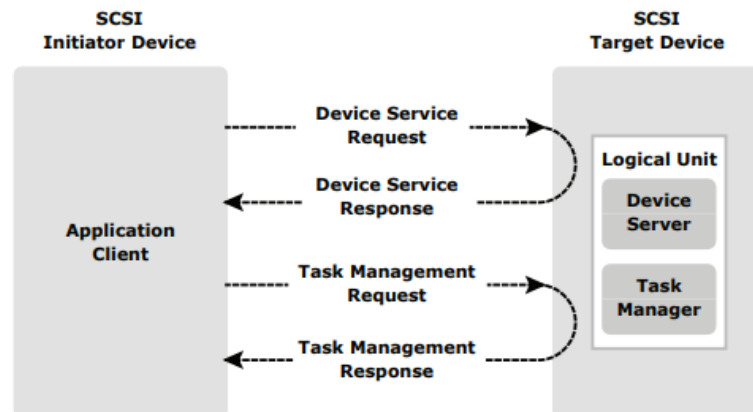 SCSI
Initiator Device
SCSI
Target Device
Device Service
Request
Logical Unit
Device Service
Response
Device
Server
Application
Client
Task Management
Request
Task
Manager
Task Management
Response